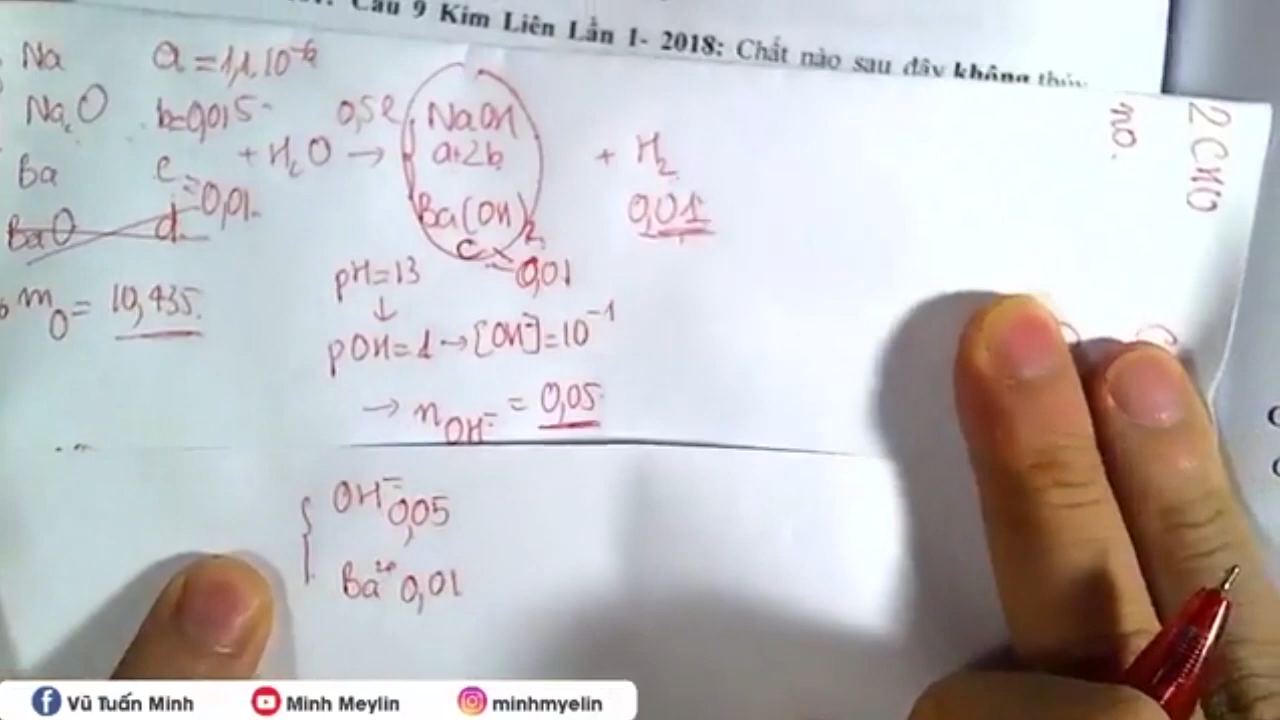 Câu 9 Kim Liên Lần 1- 2018: Chất nào sau đây không thủy
Na a = 1,1.10⁻⁶
Na₂O b=0,015 0,5l NaOH
+ H₂O → a+2b + H₂
Ba c = 0,01
BaO d Ba(OH)₂ 0,01
c = 0,01
m₀ = 10,435.
pH=13
↓
pOH=1 → [OH⁻]=10⁻¹
→ nOH⁻ = 0,05
{ OH⁻ 0,05
Ba²⁺ 0,01
no.
Vũ Tuấn Minh Minh Meylin minhmyelin